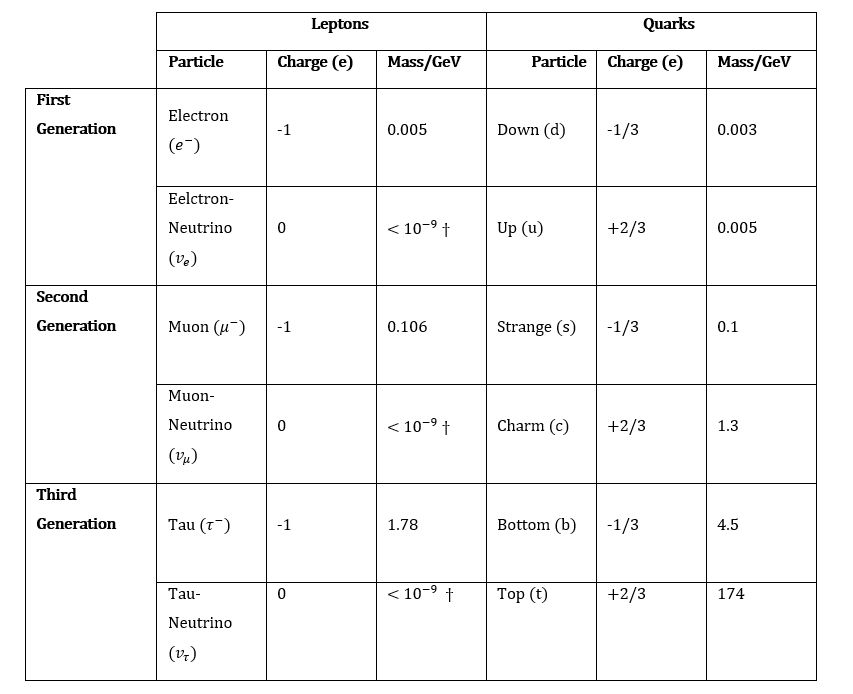 Leptons Quarks
Particle Charge (e) Mass/GeV Particle Charge (e) Mass/GeV
First
Generation
Electron
(e⁻) -1 0.005 Down (d) -1/3 0.003
Eelctron-
Neutrino
(νₑ) 0 < 10⁻⁹ † Up (u) +2/3 0.005
Second
Generation
Muon (μ⁻) -1 0.106 Strange (s) -1/3 0.1
Muon-
Neutrino
(ν_μ) 0 < 10⁻⁹ † Charm (c) +2/3 1.3
Third
Generation
Tau (τ⁻) -1 1.78 Bottom (b) -1/3 4.5
Tau-
Neutrino
(ν_τ) 0 < 10⁻⁹ † Top (t) +2/3 174